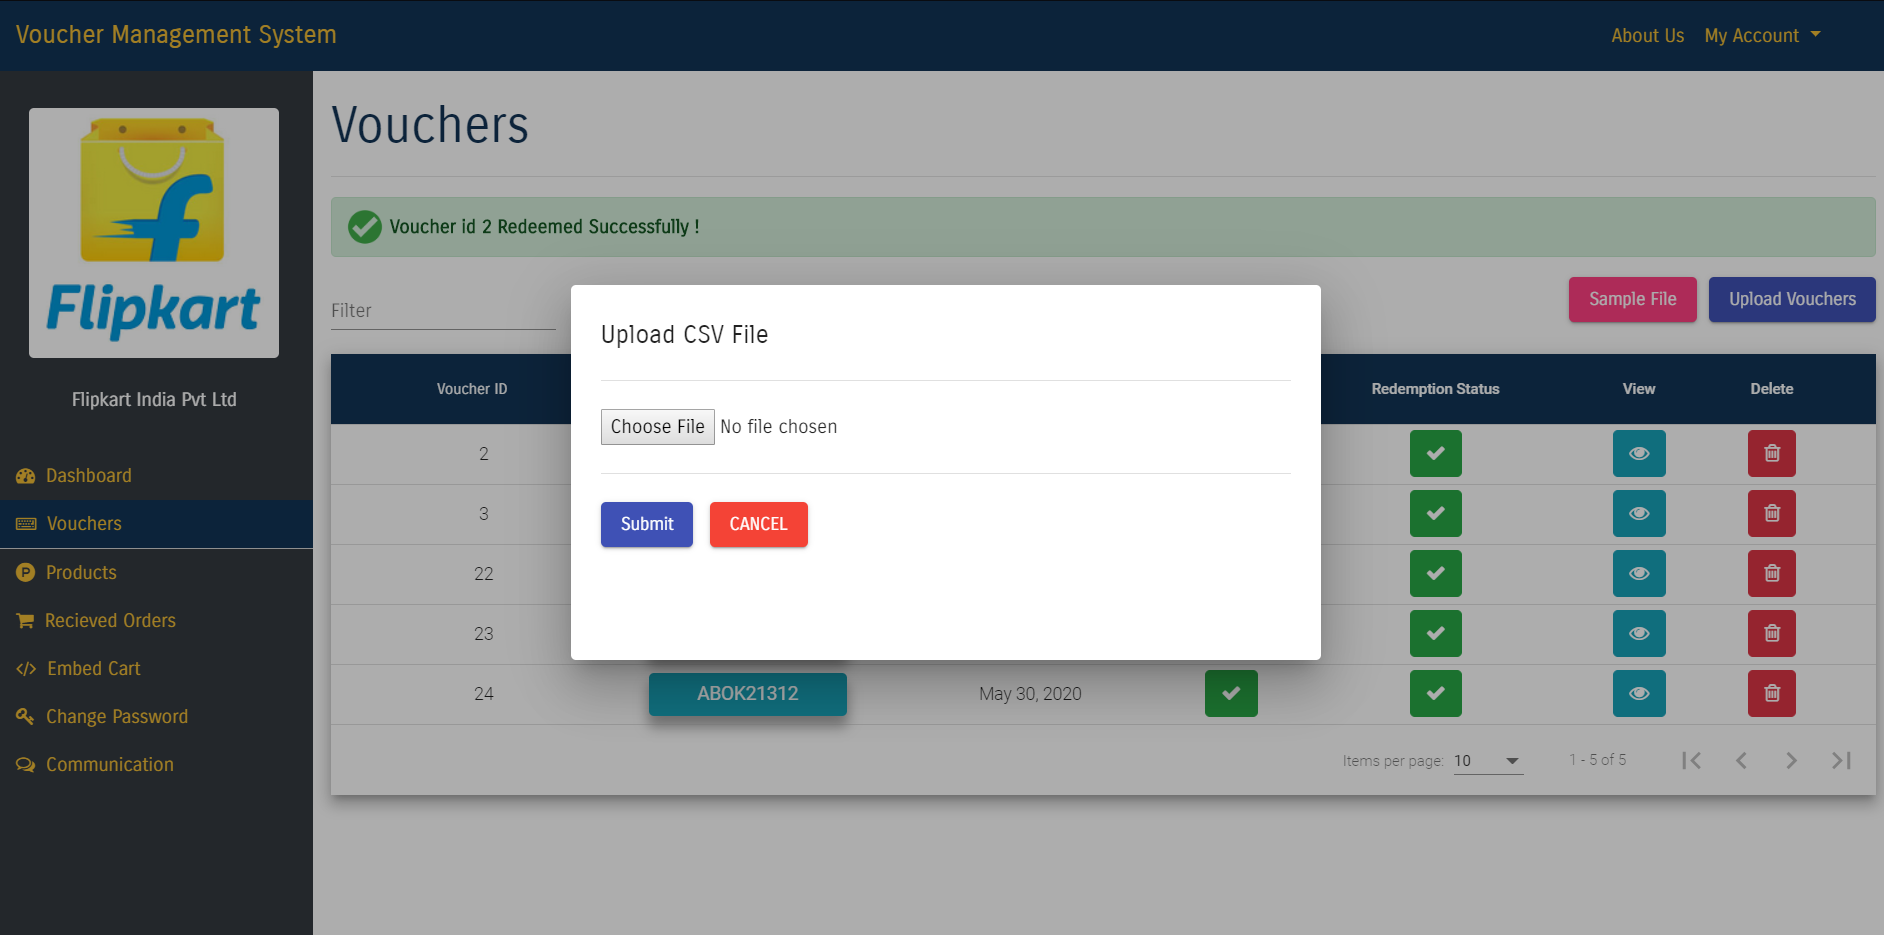 Voucher Management System
About Us My Account
Flipkart
Flipkart India Pvt Ltd
Dashboard
Vouchers
Products
Recieved Orders
Embed Cart
Change Password
Communication
Vouchers
Voucher id 2 Redeemed Successfully !
Filter
Sample File Upload Vouchers
Upload CSV File
Choose File No file chosen
Submit CANCEL
Voucher ID Redemption Status View Delete
2
3
22
23
24 ABOK21312 May 30, 2020
Items per page: 10 1 - 5 of 5